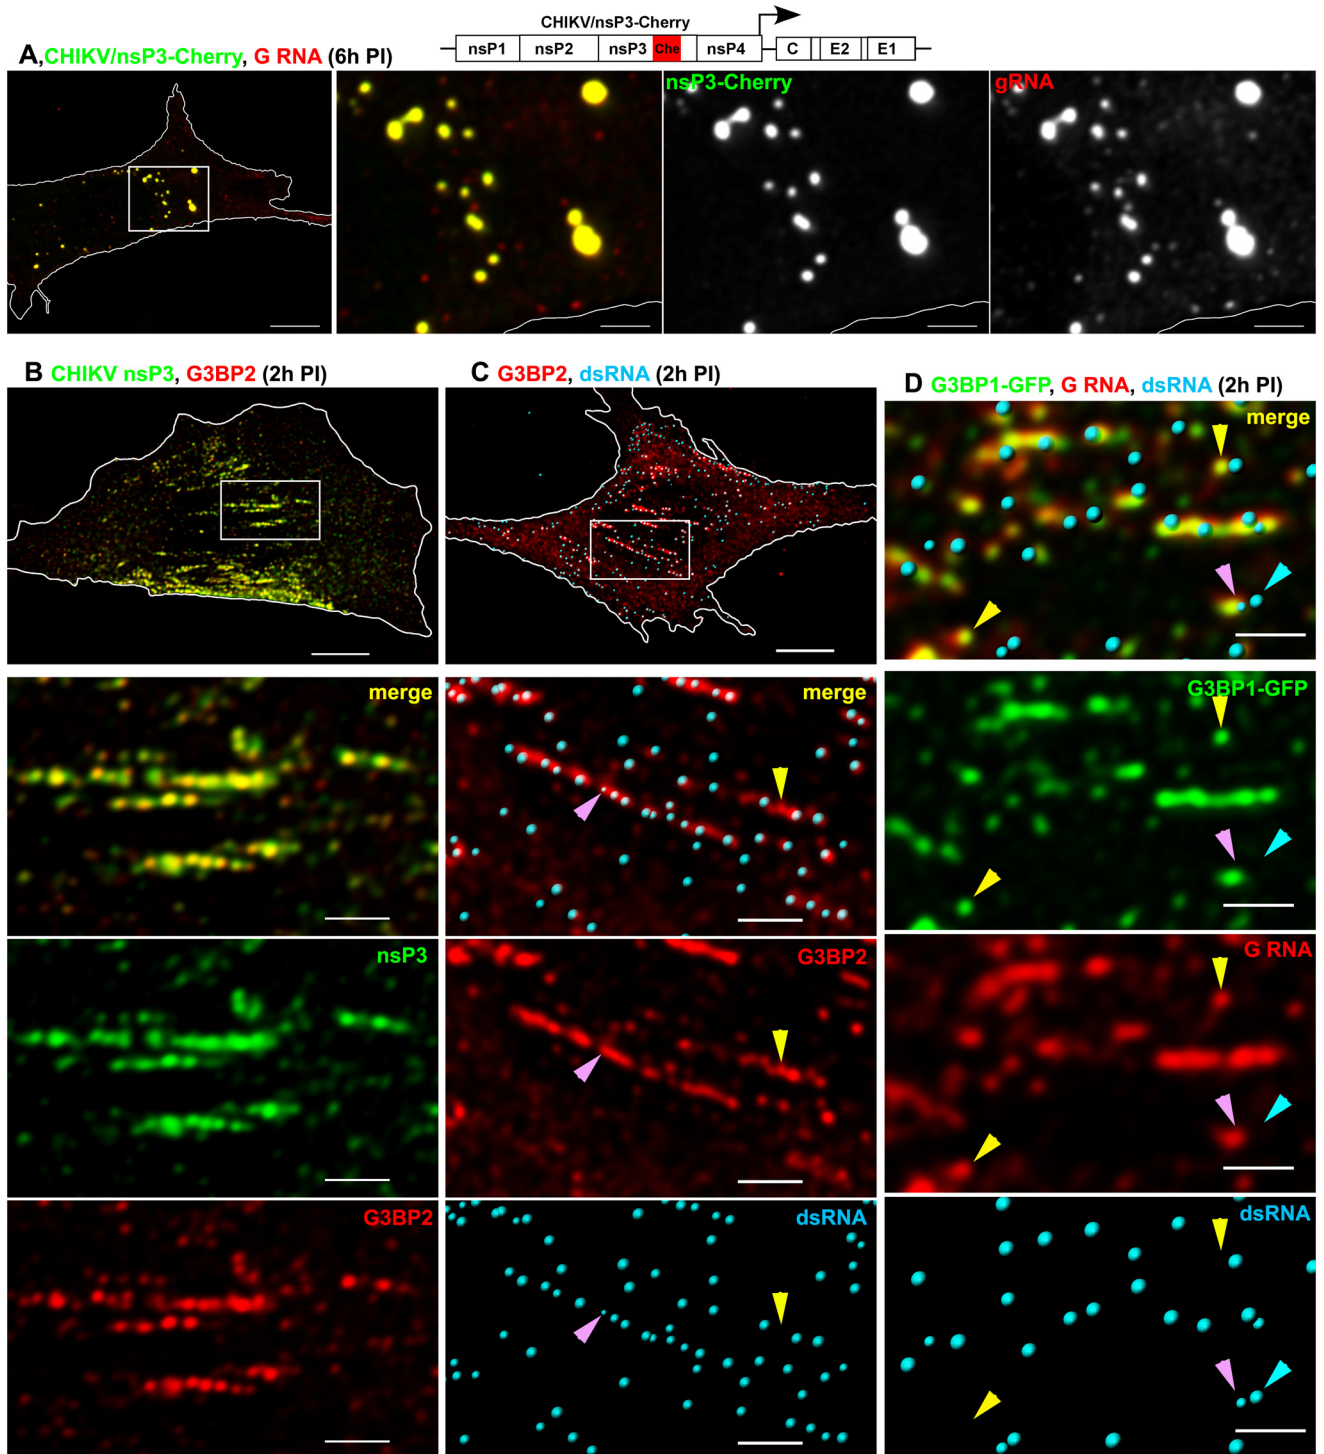 CHIKV/nsP3-Cherry
nsP1 nsP2 nsP3 Che nsP4 C E2 E1
A,CHIKV/nsP3-Cherry, G RNA (6h PI)
nsP3-Cherry gRNA
B CHIKV nsP3, G3BP2 (2h PI)
C G3BP2, dsRNA (2h PI)
D G3BP1-GFP, G RNA, dsRNA (2h PI)
merge
G3BP1-GFP
merge merge
G RNA
nsP3 G3BP2
dsRNA
G3BP2 dsRNA